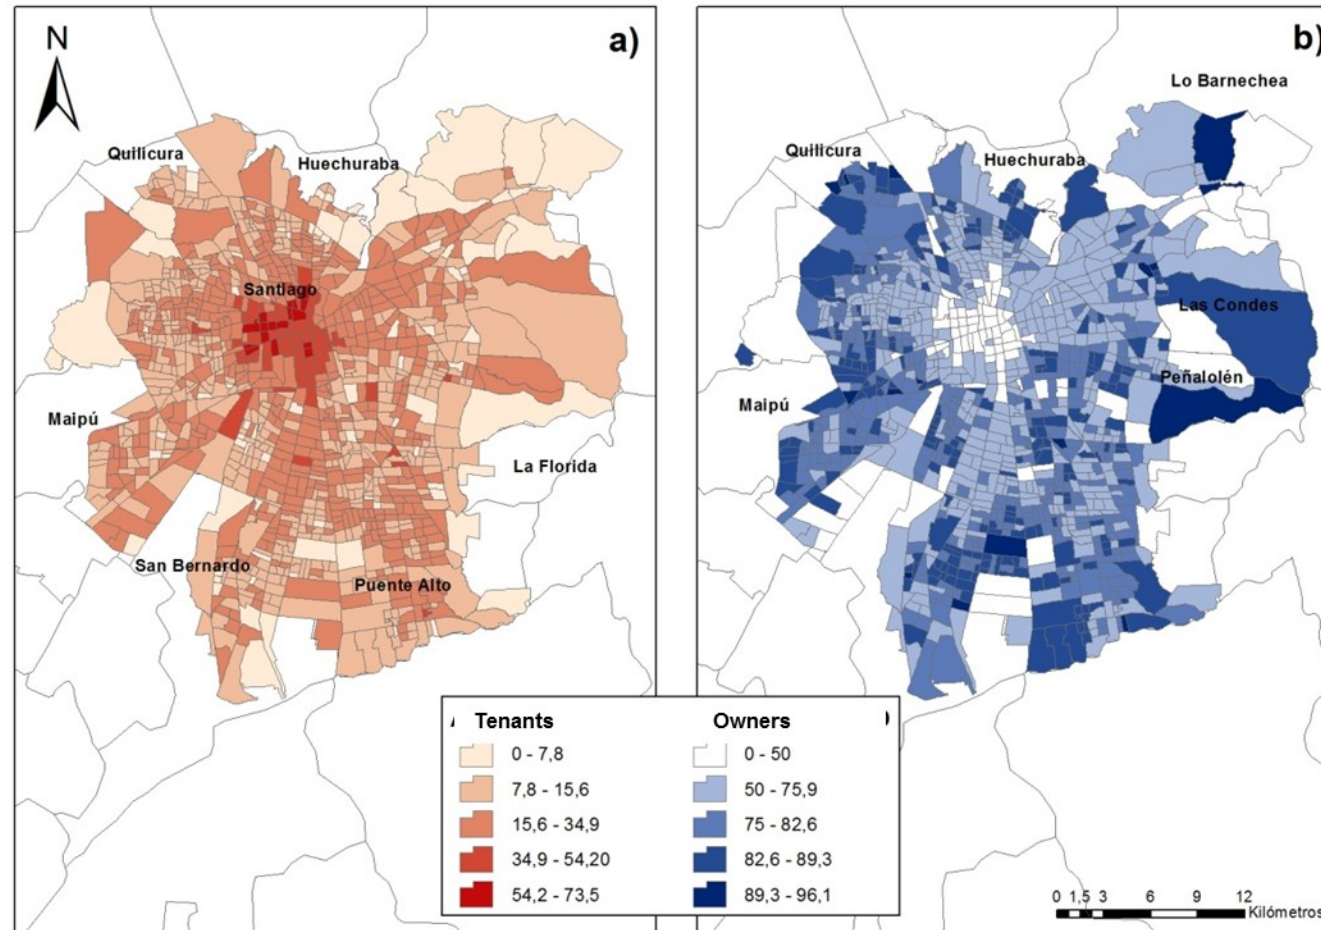 N
a)
Quilicura
Huechuraba
Santiago
Maipú
La Florida
San Bernardo
Puente Alto
b)
Lo Barnechea
Quilicura
Huechuraba
Las Condes
Peñalolén
Maipú
Tenants
0 - 7,8
7,8 - 15,6
15,6 - 34,9
34,9 - 54,20
54,2 - 73,5
Owners
0 - 50
50 - 75,9
75 - 82,6
82,6 - 89,3
89,3 - 96,1
0 1,5 3 6 9 12
Kilómetros